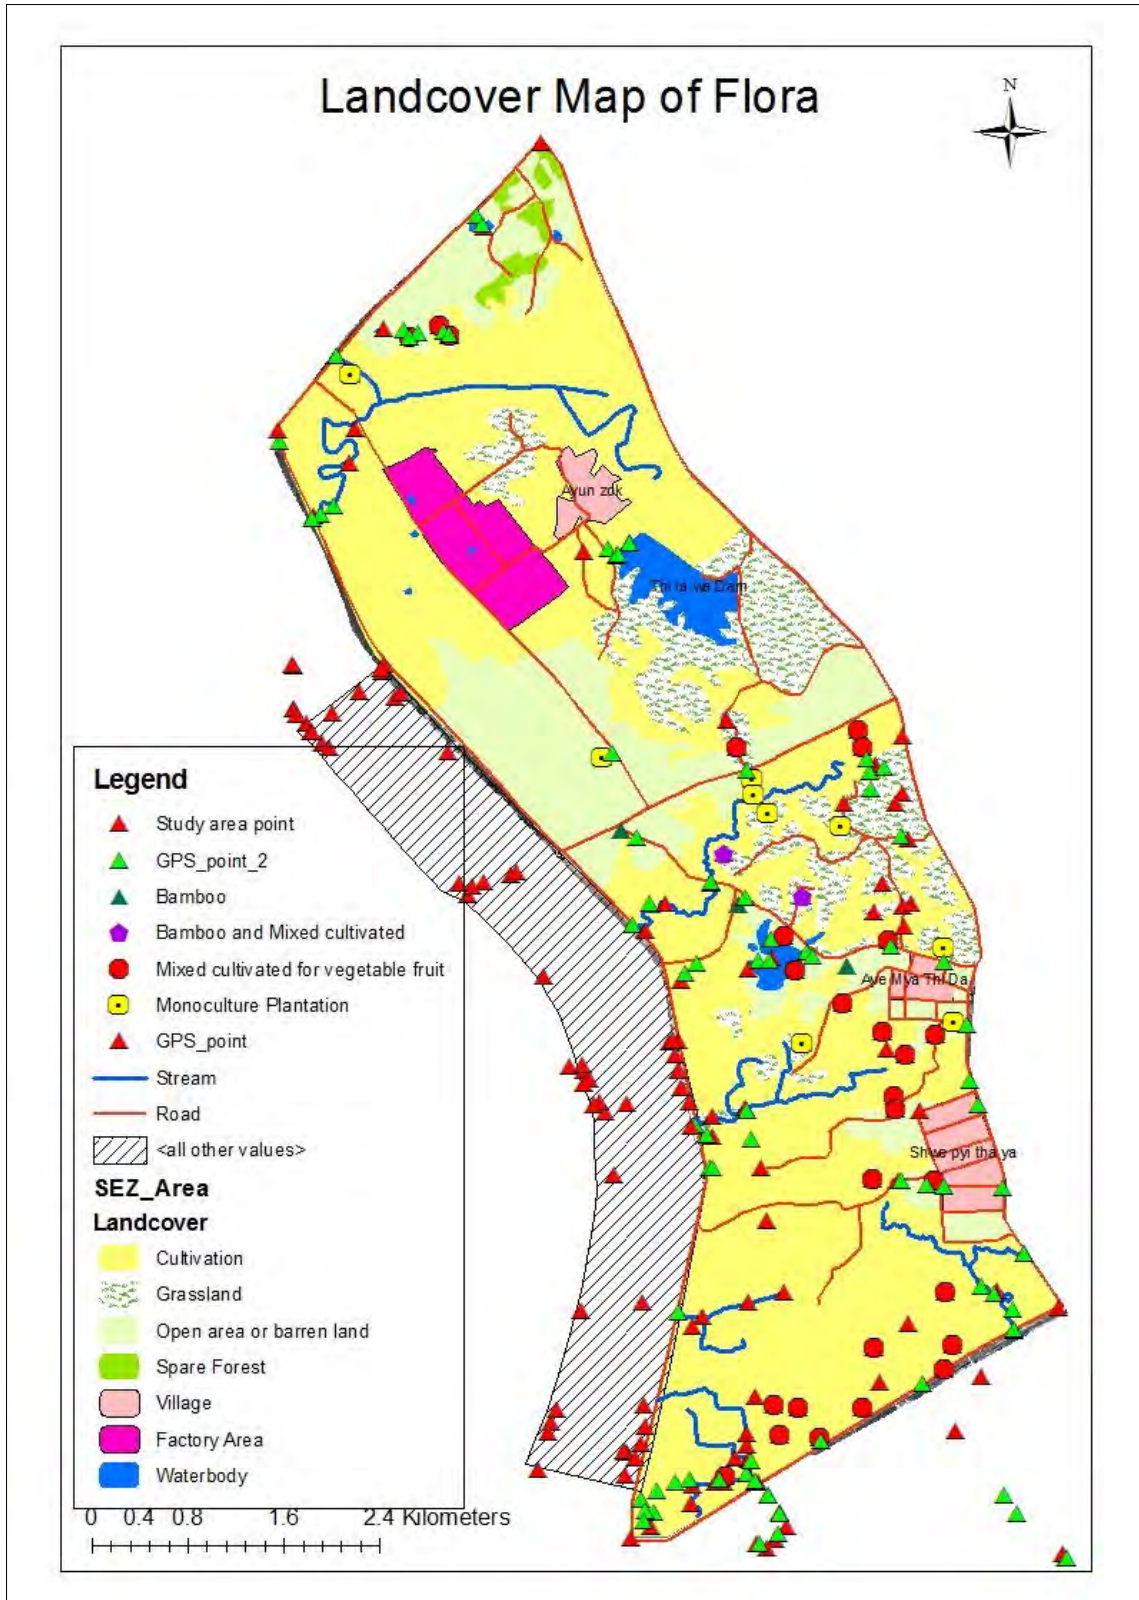 Landcover Map of Flora
N
Ayun zok
Thi la wa Dam
Legend
Study area point
GPS_point_2
Bamboo
Bamboo and Mixed cultivated
Mixed cultivated for vegetable fruit
Monoculture Plantation
GPS_point
Stream
Road
<all other values>
SEZ_Area
Landcover
Cultivation
Grassland
Open area or barren land
Spare Forest
Village
Factory Area
Waterbody
Aye Mya Thi Da
Shwe pyi tha ya
0 0.4 0.8 1.6 2.4 Kilometers